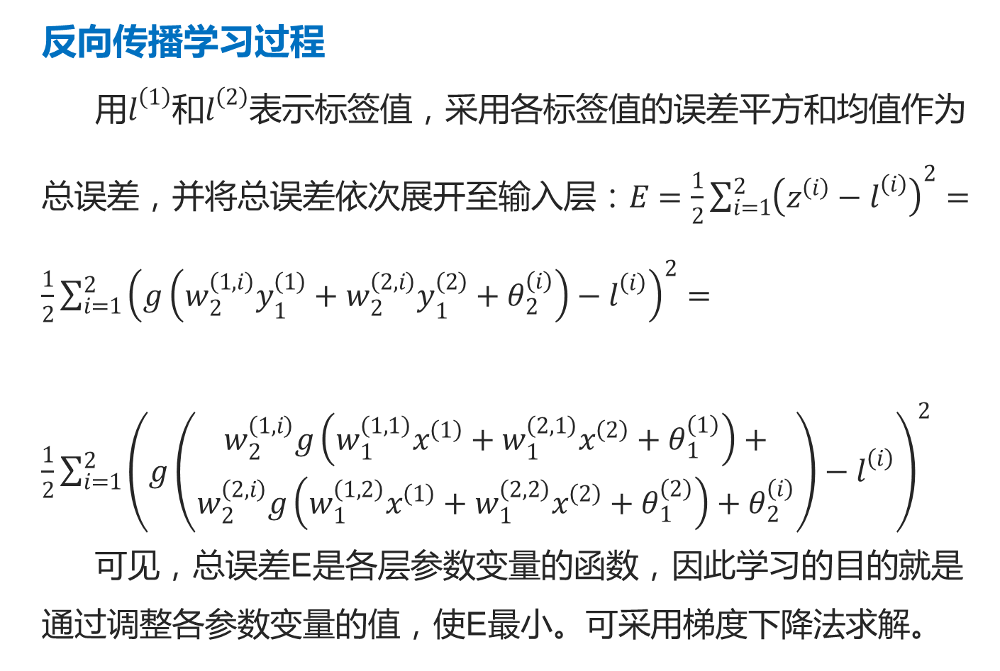 反向传播学习过程
用$l^{(1)}$和$l^{(2)}$表示标签值，采用各标签值的误差平方和均值作为
总误差，并将总误差依次展开至输入层：$E = \frac{1}{2}\sum_{i=1}^{2}\left(z^{(i)} - l^{(i)}\right)^2 =$
$\frac{1}{2}\sum_{i=1}^{2}\left(g\left(w_2^{(1,i)}y_1^{(1)} + w_2^{(2,i)}y_1^{(2)} + \theta_2^{(i)}\right) - l^{(i)}\right)^2 =$
$\frac{1}{2}\sum_{i=1}^{2}\left(g\left(\begin{matrix} w_2^{(1,i)}g\left(w_1^{(1,1)}x^{(1)} + w_1^{(2,1)}x^{(2)} + \theta_1^{(1)}\right) + \\ w_2^{(2,i)}g\left(w_1^{(1,2)}x^{(1)} + w_1^{(2,2)}x^{(2)} + \theta_1^{(2)}\right) + \theta_2^{(i)} \end{matrix}\right) - l^{(i)}\right)^2$
可见，总误差E是各层参数变量的函数，因此学习的目的就是
通过调整各参数变量的值，使E最小。可采用梯度下降法求解。